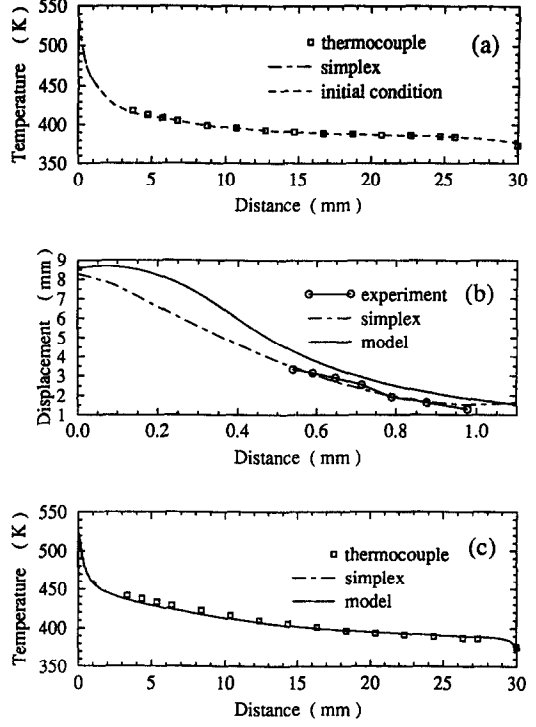 550
500
450
400
350
Temperature ( K )
(a)
thermocouple
simplex
initial condition
0
5
10
15
20
25
30
Distance ( mm )
9
8
7
6
5
4
3
2
1
Displacement ( mm )
(b)
experiment
simplex
model
0.0
0.2
0.4
0.6
0.8
1.0
Distance ( mm )
550
500
450
400
350
Temperature ( K )
(c)
thermocouple
simplex
model
0
5
10
15
20
25
30
Distance ( mm )